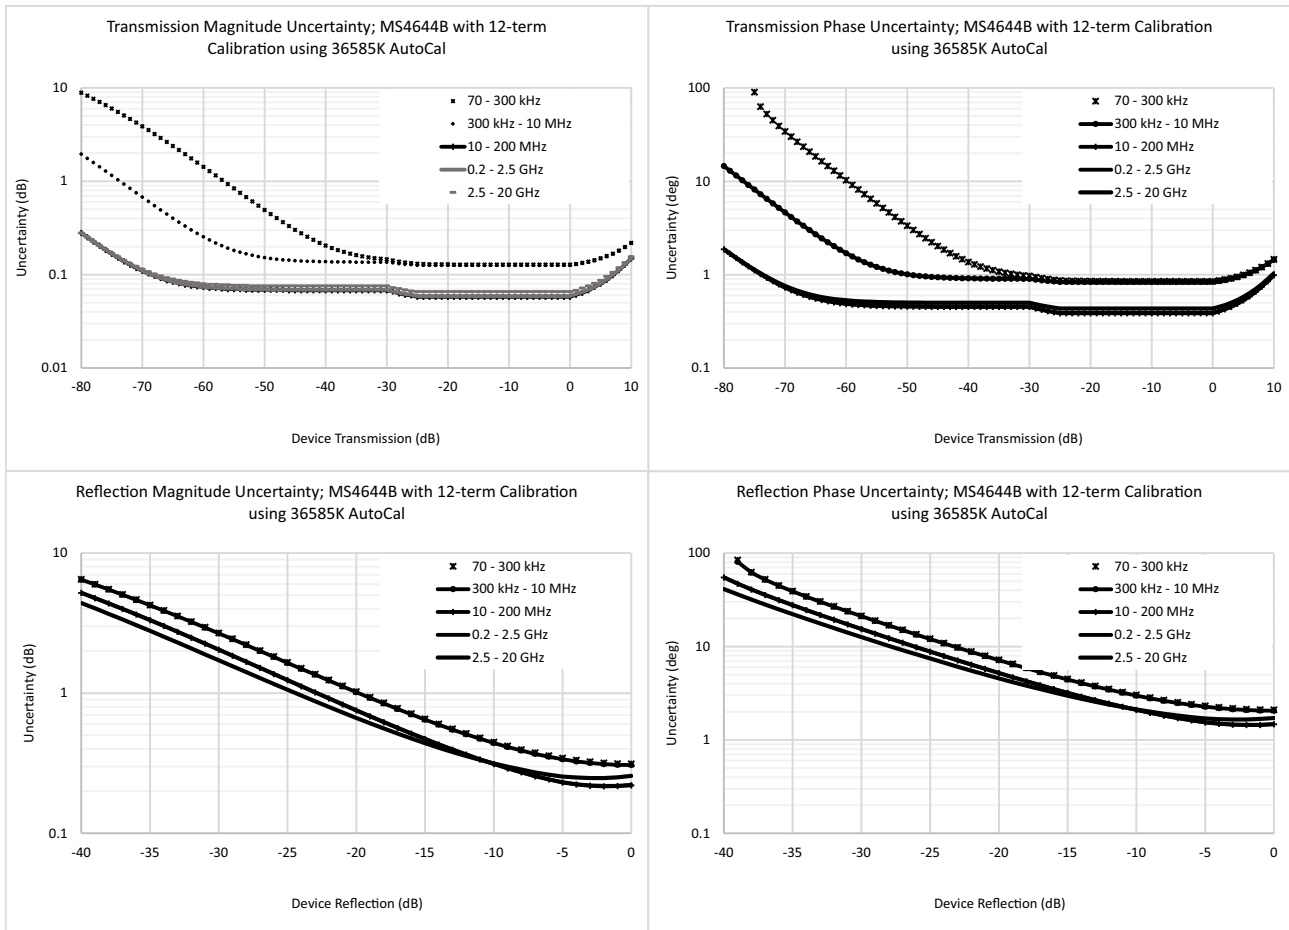 Transmission Magnitude Uncertainty; MS4644B with 12-term
Calibration using 36585K AutoCal
10
1
0.1
0.01
Uncertainty (dB)
70 - 300 kHz
300 kHz - 10 MHz
10 - 200 MHz
0.2 - 2.5 GHz
2.5 - 20 GHz
-80 -70 -60 -50 -40 -30 -20 -10 0 10
Device Transmission (dB)
Transmission Phase Uncertainty; MS4644B with 12-term Calibration
using 36585K AutoCal
100
10
1
0.1
Uncertainty (deg)
70 - 300 kHz
300 kHz - 10 MHz
10 - 200 MHz
0.2 - 2.5 GHz
2.5 - 20 GHz
-80 -70 -60 -50 -40 -30 -20 -10 0 10
Device Transmission (dB)
Reflection Magnitude Uncertainty; MS4644B with 12-term Calibration
using 36585K AutoCal
10
1
0.1
Uncertainty (dB)
70 - 300 kHz
300 kHz - 10 MHz
10 - 200 MHz
0.2 - 2.5 GHz
2.5 - 20 GHz
-40 -35 -30 -25 -20 -15 -10 -5 0
Device Reflection (dB)
Reflection Phase Uncertainty; MS4644B with 12-term Calibration
using 36585K AutoCal
100
10
1
0.1
Uncertainty (deg)
70 - 300 kHz
300 kHz - 10 MHz
10 - 200 MHz
0.2 - 2.5 GHz
2.5 - 20 GHz
-40 -35 -30 -25 -20 -15 -10 -5 0
Device Reflection (dB)